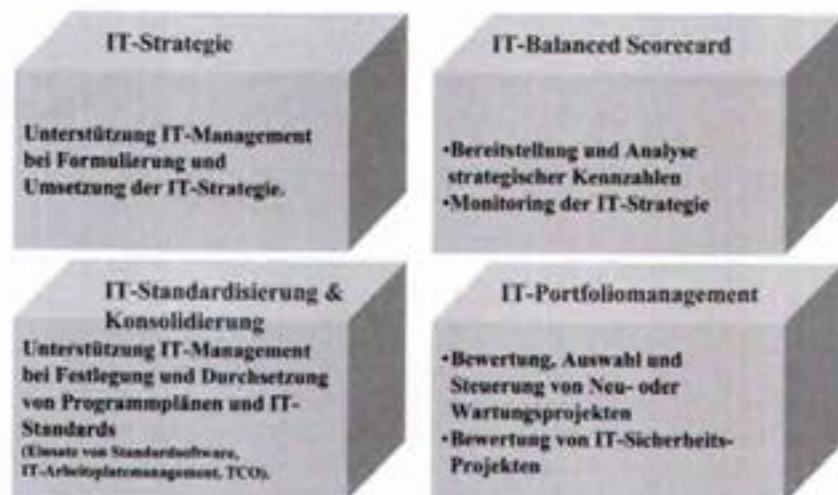 IT-Strategie
Unterstützung IT-Management
bei Formulierung und
Umsetzung der IT-Strategie.
IT-Balanced Scorecard
•Bereitstellung und Analyse
strategischer Kennzahlen
•Monitoring der IT-Strategie
IT-Standardisierung &
Konsolidierung
Unterstützung IT-Management
bei Festlegung und Durchsetzung
von Programmplänen und IT-
Standards
(Einsatz von Standardsoftware,
IT-Arbeitsplatzmanagement, TCO).
IT-Portfoliomanagement
•Bewertung, Auswahl und
Steuerung von Neu- oder
Wartungsprojekten
•Bewertung von IT-Sicherheits-
Projekten